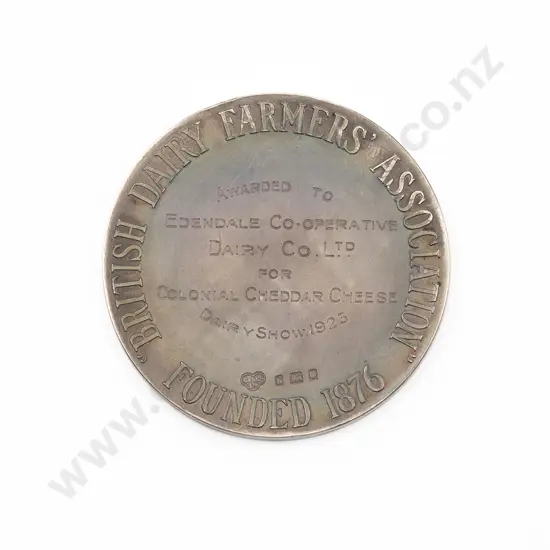 "BRITISH DAIRY FARMERS' ASSOCIATION"
AWARDED TO
EDENDALE CO-OPERATIVE
DAIRY CO. LTD
FOR
COLONIAL CHEDDAR CHEESE
DAIRY SHOW. 1925
FOUNDED 1876